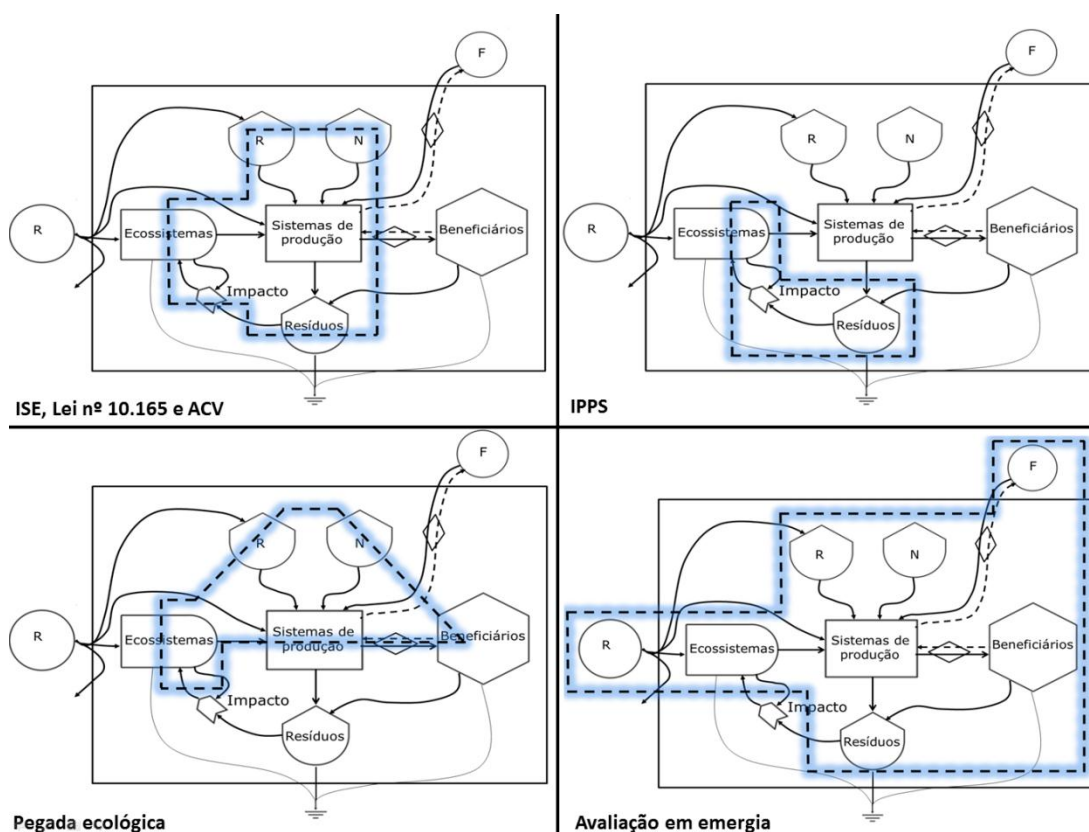 F
R
N
R
Ecossistemas
Sistemas de
produção
Beneficiários
Impacto
Resíduos
ISE, Lei nº 10.165 e ACV
F
R
N
R
Ecossistemas
Sistemas de
produção
Beneficiários
Impacto
Resíduos
IPPS
F
R
N
R
Ecossistemas
Sistemas de
produção
Beneficiários
Impacto
Resíduos
Pegada ecológica
F
R
N
R
Ecossistemas
Sistemas de
produção
Beneficiários
Impacto
Resíduos
Avaliação em emergia